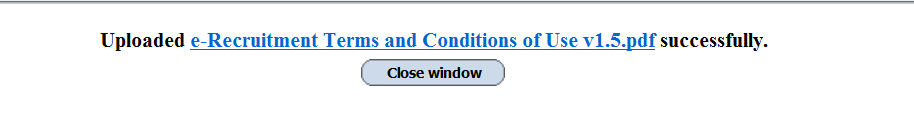 Uploaded e-Recruitment Terms and Conditions of Use v1.5.pdf successfully.
Close window